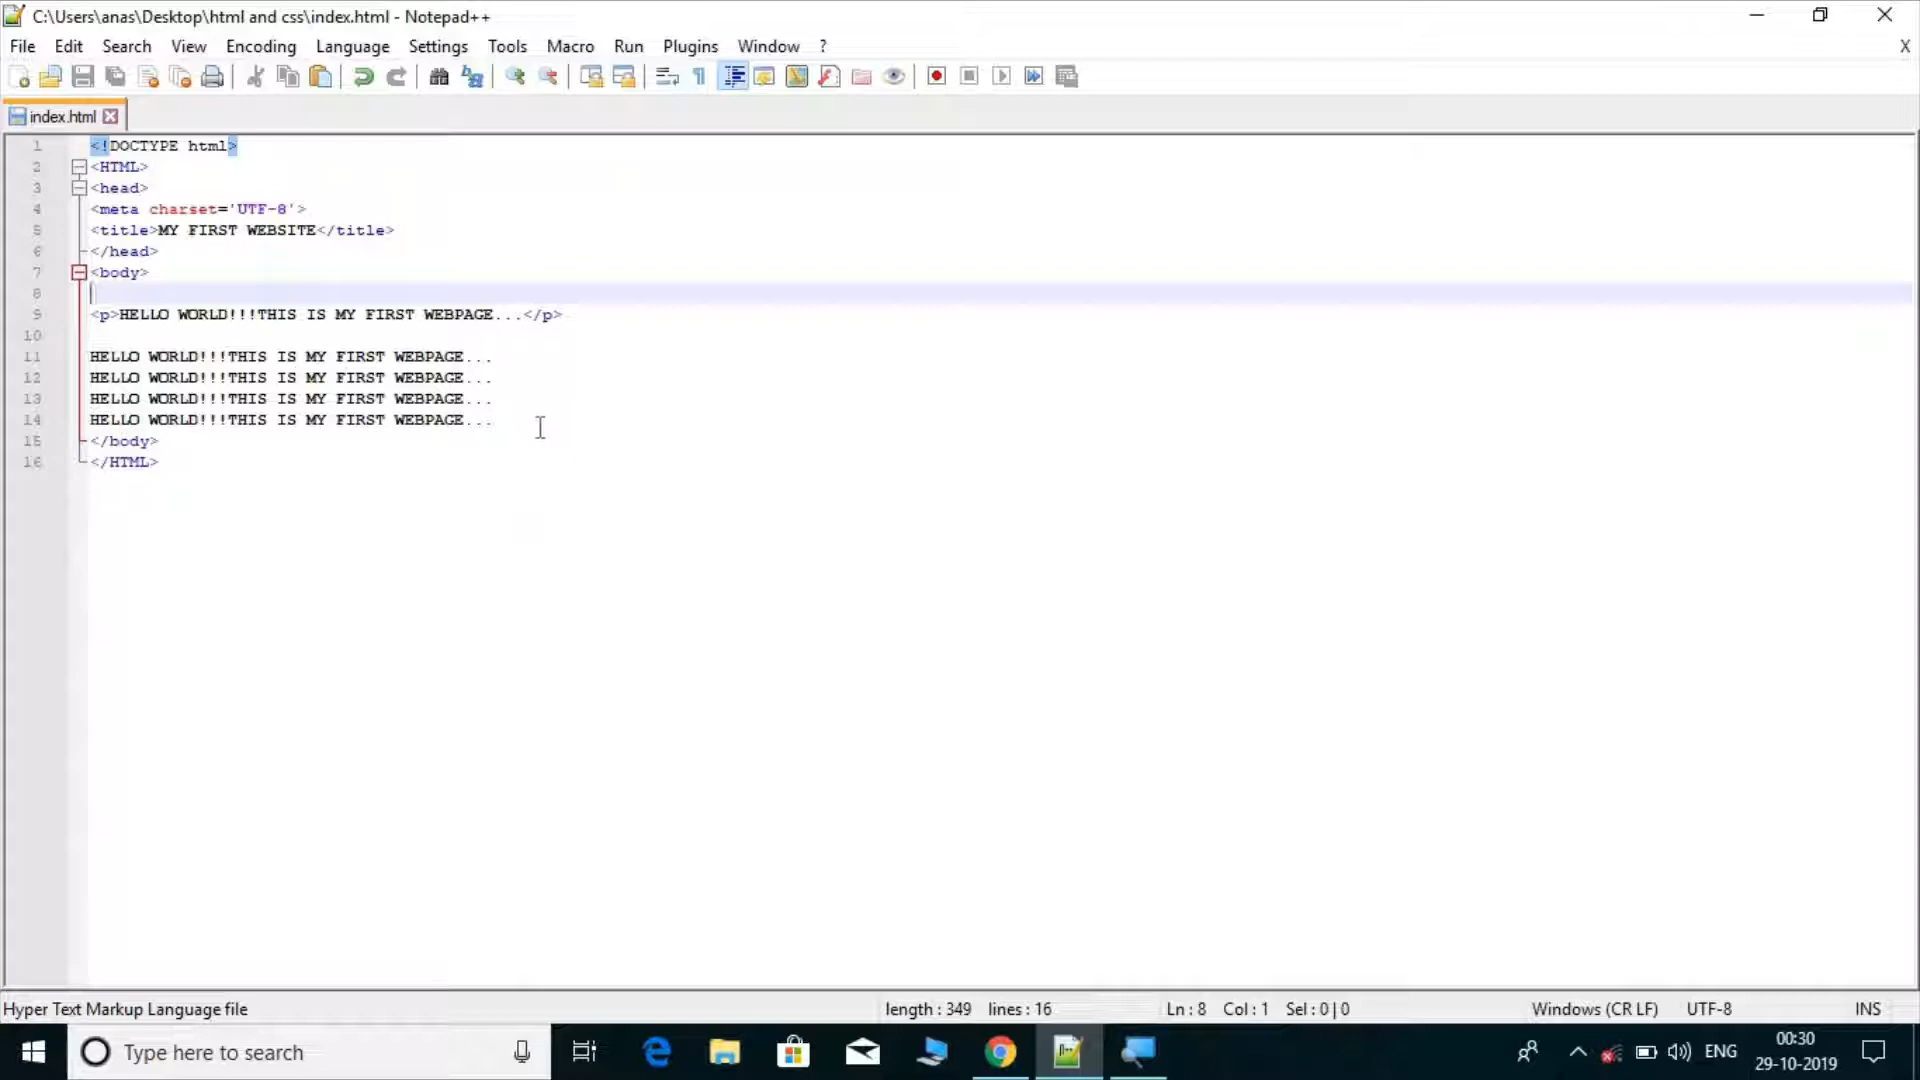 C:\Users\anas\Desktop\html and css\index.html - Notepad++
File Edit Search View Encoding Language Settings Tools Macro Run Plugins Window ? X
index.html
1 <!DOCTYPE html>
2 <HTML>
3 <head>
4 <meta charset='UTF-8'>
5 <title>MY FIRST WEBSITE</title>
6 </head>
7 <body>
8
9 <p>HELLO WORLD!!!THIS IS MY FIRST WEBPAGE...</p>
10
11 HELLO WORLD!!!THIS IS MY FIRST WEBPAGE...
12 HELLO WORLD!!!THIS IS MY FIRST WEBPAGE...
13 HELLO WORLD!!!THIS IS MY FIRST WEBPAGE...
14 HELLO WORLD!!!THIS IS MY FIRST WEBPAGE...
15 </body>
16 </HTML>
Hyper Text Markup Language file length : 349 lines : 16 Ln : 8 Col : 1 Sel : 0 | 0 Windows (CR LF) UTF-8 INS
Type here to search ENG 00:30
29-10-2019